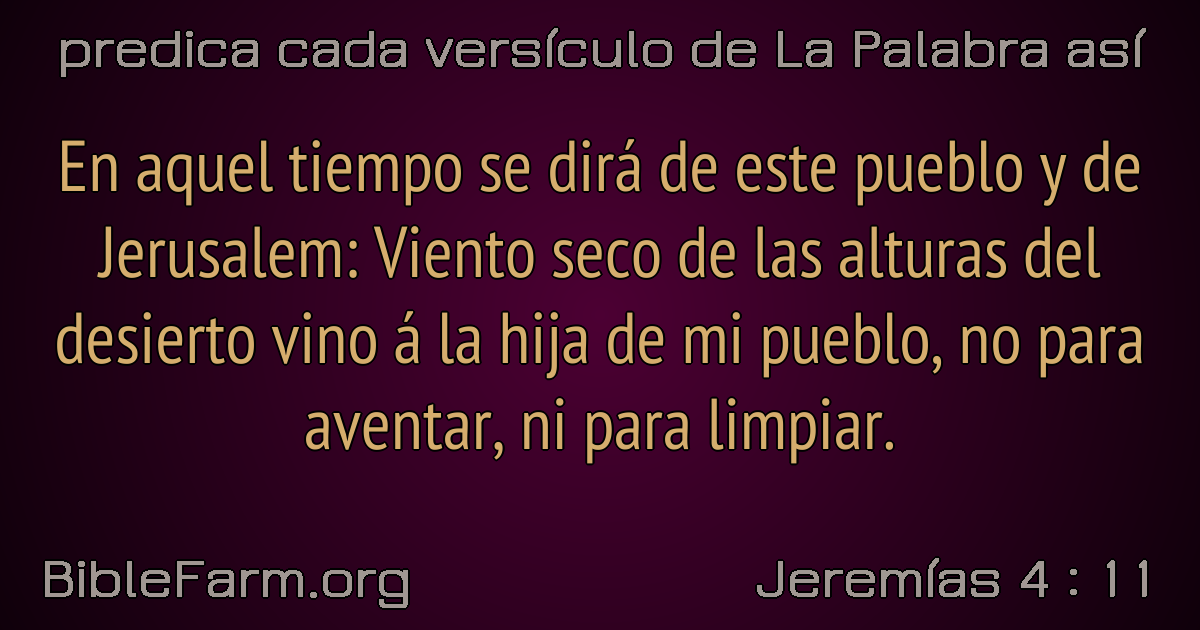 predica cada versículo de La Palabra así
En aquel tiempo se dirá de este pueblo y de
Jerusalem: Viento seco de las alturas del
desierto vino á la hija de mi pueblo, no para
aventar, ni para limpiar.
BibleFarm.org
Jeremías 4 : 11